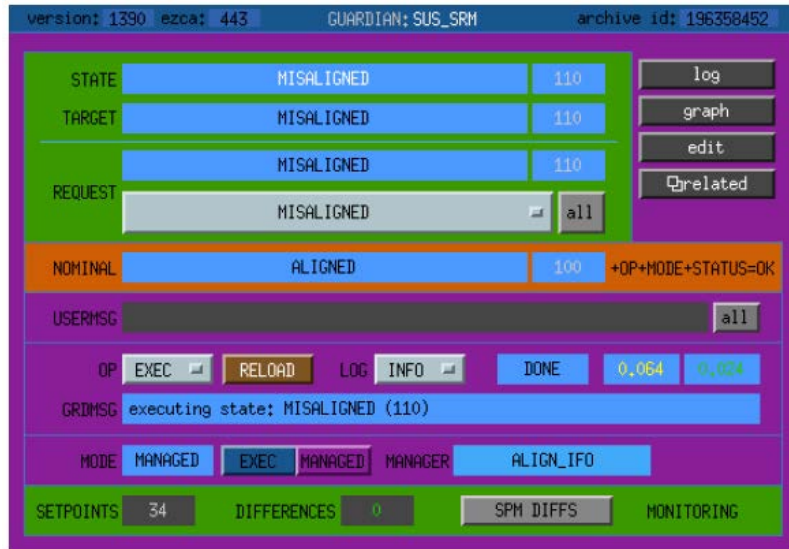 version: 1390 ezca: 443 GUARDIAN: SUS_SRM archive id: 196358452
STATE MISALIGNED 110 log
TARGET MISALIGNED 110 graph
edit
MISALIGNED 110
related
REQUEST
MISALIGNED all
NOMINAL ALIGNED 100 +OP+MODE+STATUS=OK
USERMSG all
OP EXEC RELOAD LOG INFO DONE 0.064 0.024
GRDMSG executing state: MISALIGNED (110)
MODE MANAGED EXEC MANAGED MANAGER ALIGN_IFO
SETPOINTS 34 DIFFERENCES 0 SPM DIFFS MONITORING